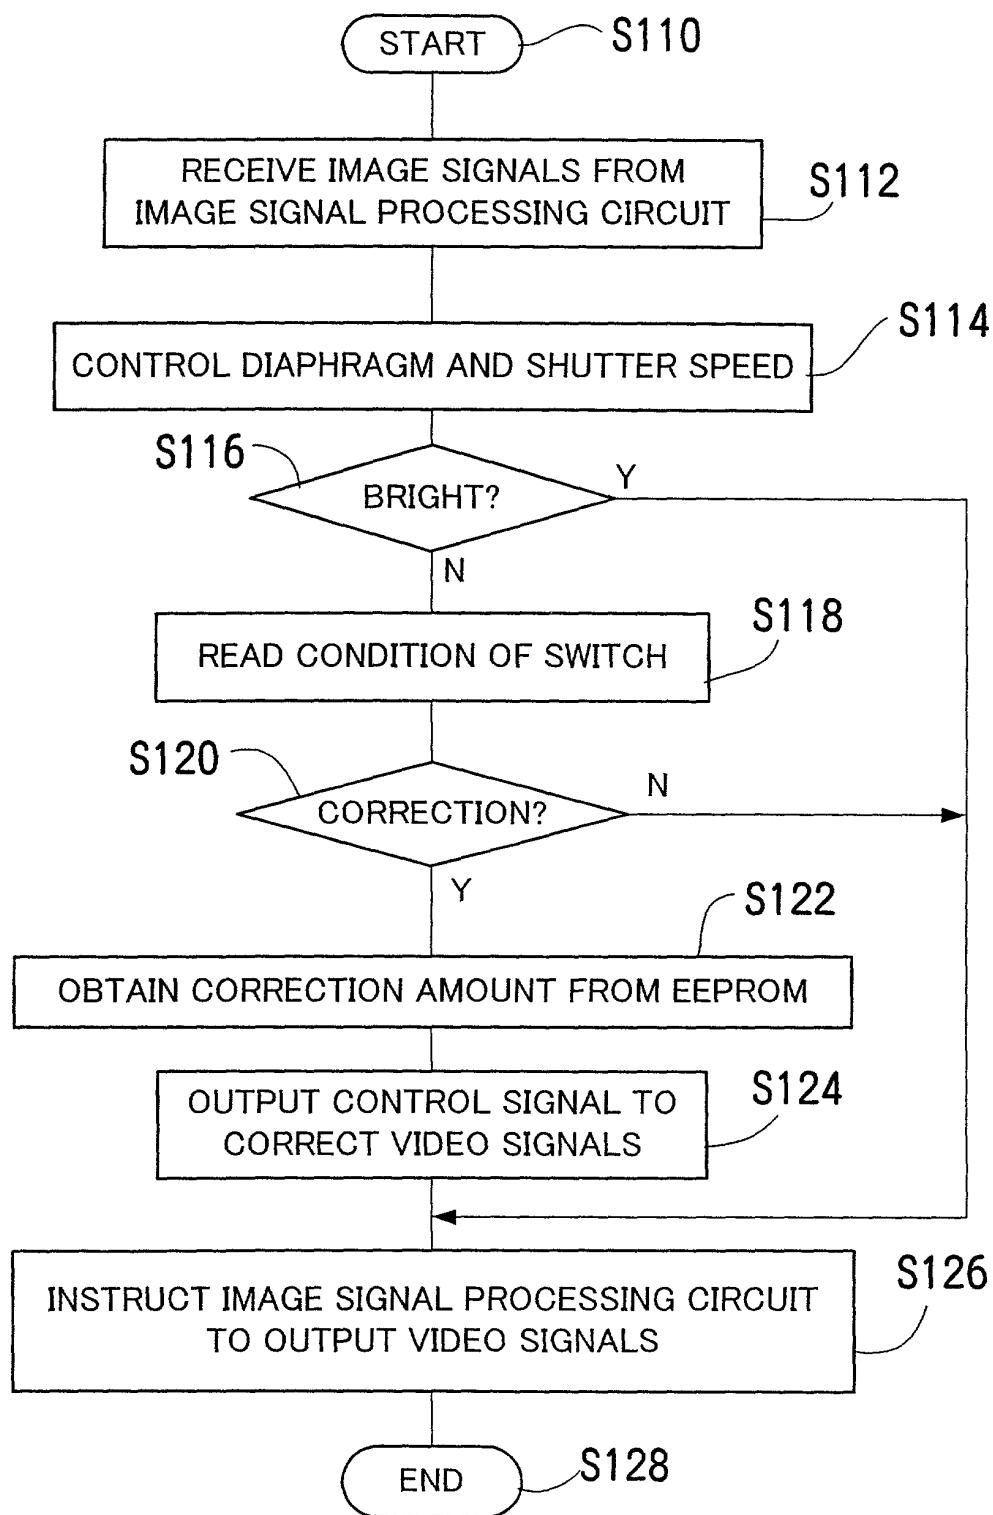 START
S110
RECEIVE IMAGE SIGNALS FROM
IMAGE SIGNAL PROCESSING CIRCUIT
S112
CONTROL DIAPHRAGM AND SHUTTER SPEED
S114
S116
BRIGHT?
Y
N
READ CONDITION OF SWITCH
S118
S120
CORRECTION?
N
Y
S122
OBTAIN CORRECTION AMOUNT FROM EEPROM
OUTPUT CONTROL SIGNAL TO
CORRECT VIDEO SIGNALS
S124
INSTRUCT IMAGE SIGNAL PROCESSING CIRCUIT
TO OUTPUT VIDEO SIGNALS
S126
END
S128